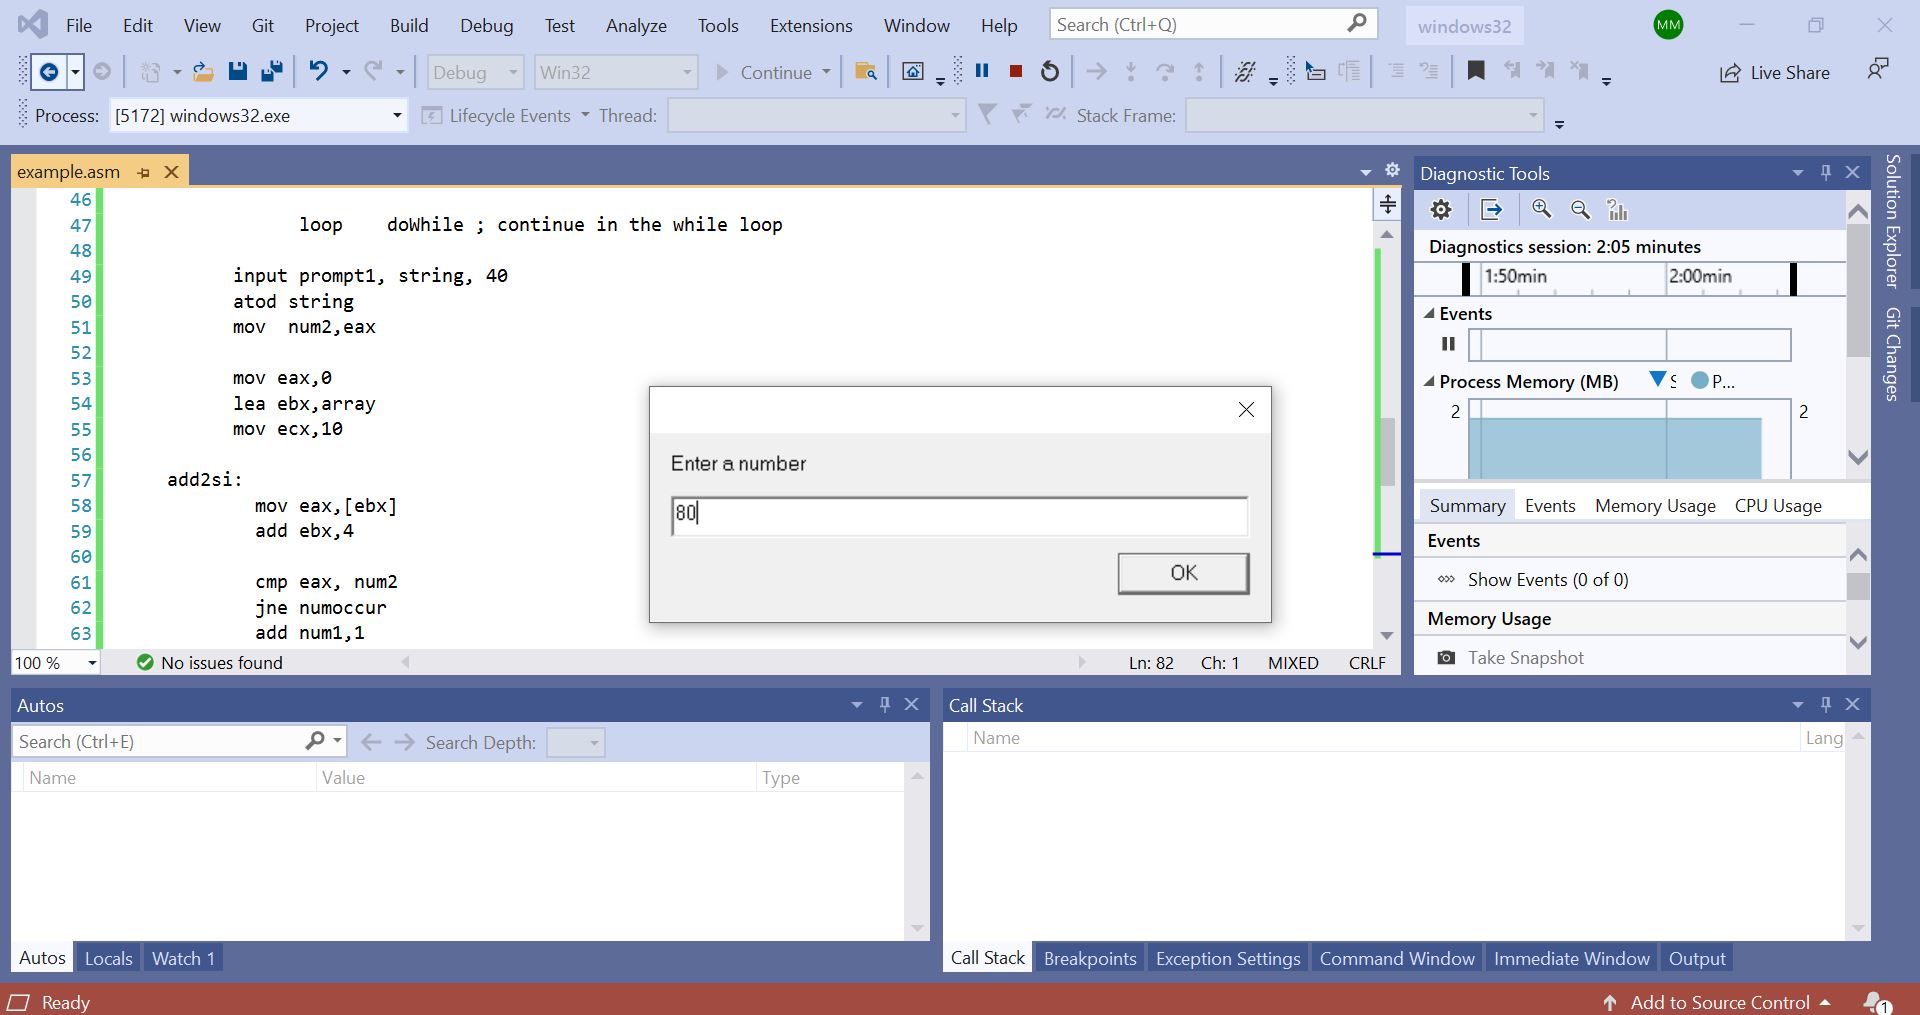 File Edit View Git Project Build Debug Test Analyze Tools Extensions Window Help Search (Ctrl+Q) windows32 MM
Debug Win32 Continue Live Share
Process: [5172] windows32.exe Lifecycle Events Thread: Stack Frame:
example.asm
46
47 loop doWhile ; continue in the while loop
48
49 input prompt1, string, 40
50 atod string
51 mov num2,eax
52
53 mov eax,0
54 lea ebx,array
55 mov ecx,10
56
57 add2si:
58 mov eax,[ebx]
59 add ebx,4
60
61 cmp eax, num2
62 jne numoccur
63 add num1,1
100 % No issues found Ln: 82 Ch: 1 MIXED CRLF
Enter a number
80
OK
Diagnostic Tools
Diagnostics session: 2:05 minutes
1:50min 2:00min
Events
Process Memory (MB) S P...
2 2
Summary Events Memory Usage CPU Usage
Events
Show Events (0 of 0)
Memory Usage
Take Snapshot
Solution Explorer
Git Changes
Autos
Search (Ctrl+E) Search Depth:
Name Value Type
Autos Locals Watch 1
Call Stack
Name Lang
Call Stack Breakpoints Exception Settings Command Window Immediate Window Output
Ready Add to Source Control 1